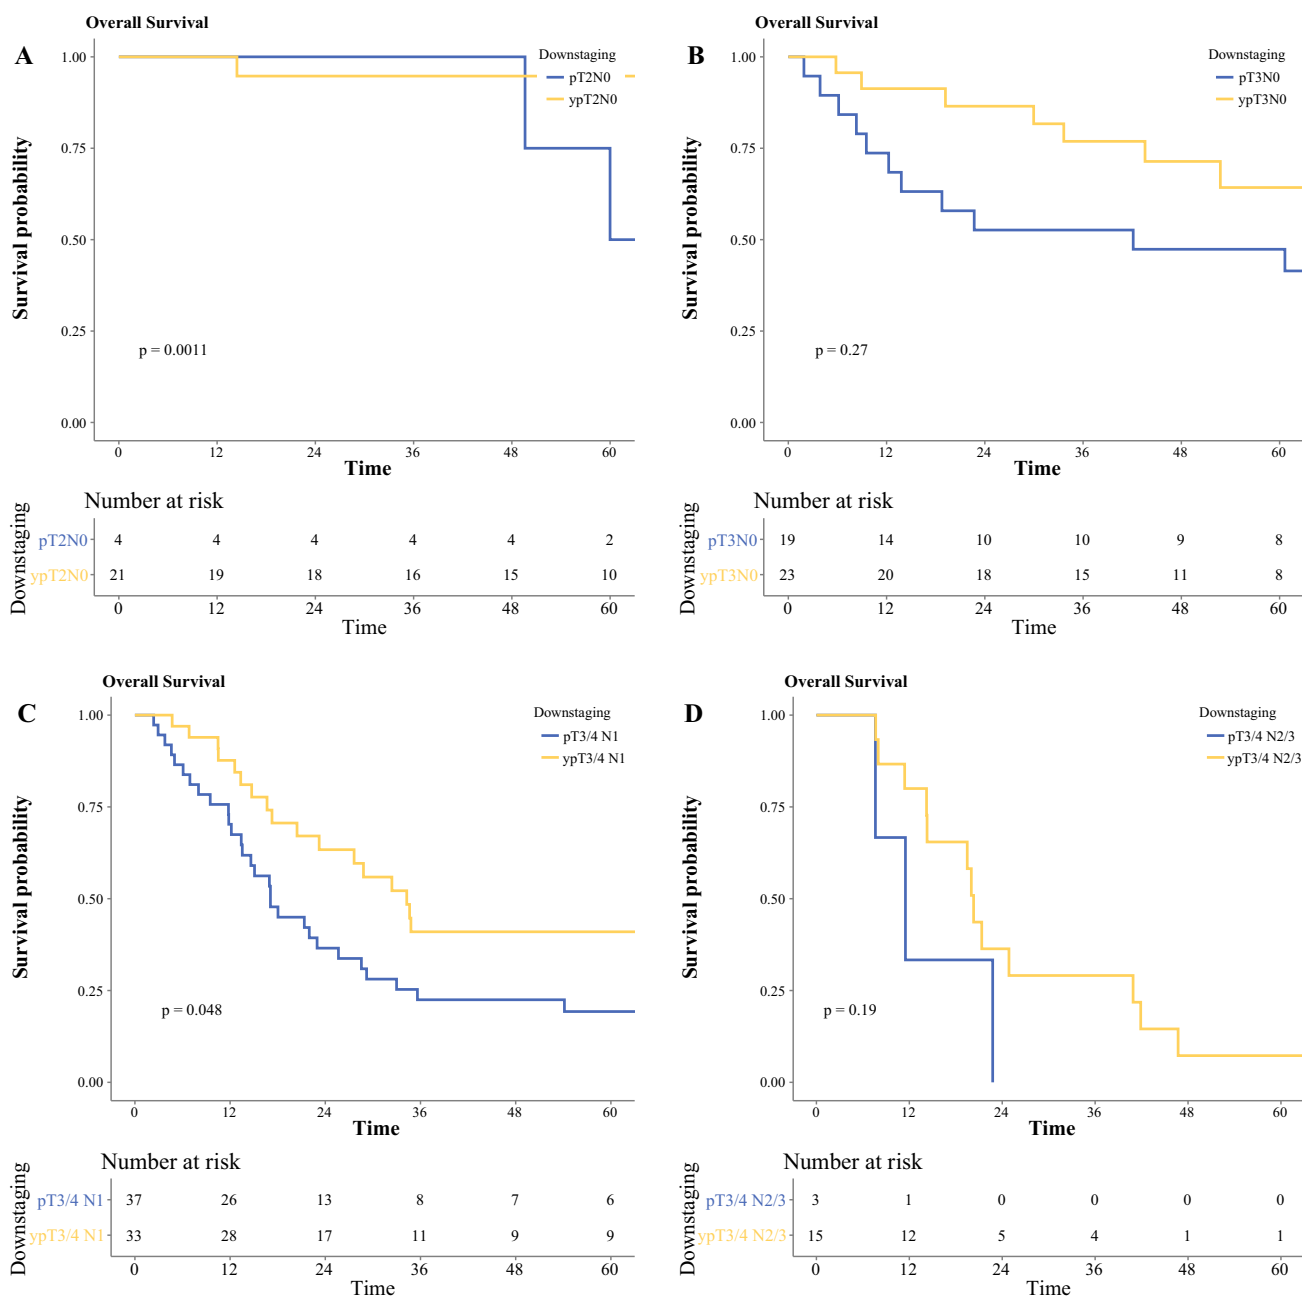 Overall Survival
A
Downstaging
pT2N0
ypT2N0
1.00
0.75
0.50
0.25
0.00
Survival probability
p = 0.0011
0 12 24 36 48 60
Time
Number at risk
Downstaging
pT2N0 4 4 4 4 4 2
ypT2N0 21 19 18 16 15 10
0 12 24 36 48 60
Time
Overall Survival
B
Downstaging
pT3N0
ypT3N0
1.00
0.75
0.50
0.25
0.00
Survival probability
p = 0.27
0 12 24 36 48 60
Time
Number at risk
Downstaging
pT3N0 19 14 10 10 9 8
ypT3N0 23 20 18 15 11 8
0 12 24 36 48 60
Time
Overall Survival
C
Downstaging
pT3/4 N1
ypT3/4 N1
1.00
0.75
0.50
0.25
0.00
Survival probability
p = 0.048
0 12 24 36 48 60
Time
Number at risk
Downstaging
pT3/4 N1 37 26 13 8 7 6
ypT3/4 N1 33 28 17 11 9 9
0 12 24 36 48 60
Time
Overall Survival
D
Downstaging
pT3/4 N2/3
ypT3/4 N2/3
1.00
0.75
0.50
0.25
0.00
Survival probability
p = 0.19
0 12 24 36 48 60
Time
Number at risk
Downstaging
pT3/4 N2/3 3 1 0 0 0 0
ypT3/4 N2/3 15 12 5 4 1 1
0 12 24 36 48 60
Time